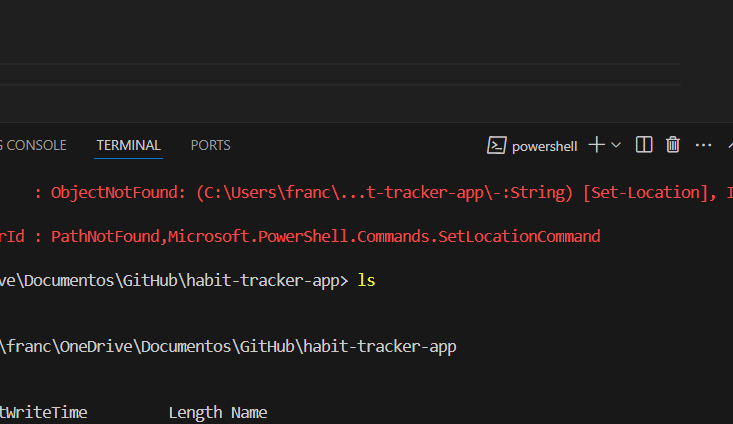 G CONSOLE TERMINAL PORTS powershell
: ObjectNotFound: (C:\Users\franc\...t-tracker-app\-:String) [Set-Location], I
rId : PathNotFound,Microsoft.PowerShell.Commands.SetLocationCommand
ve\Documentos\GitHub\habit-tracker-app> ls
\franc\OneDrive\Documentos\GitHub\habit-tracker-app
tWriteTime Length Name